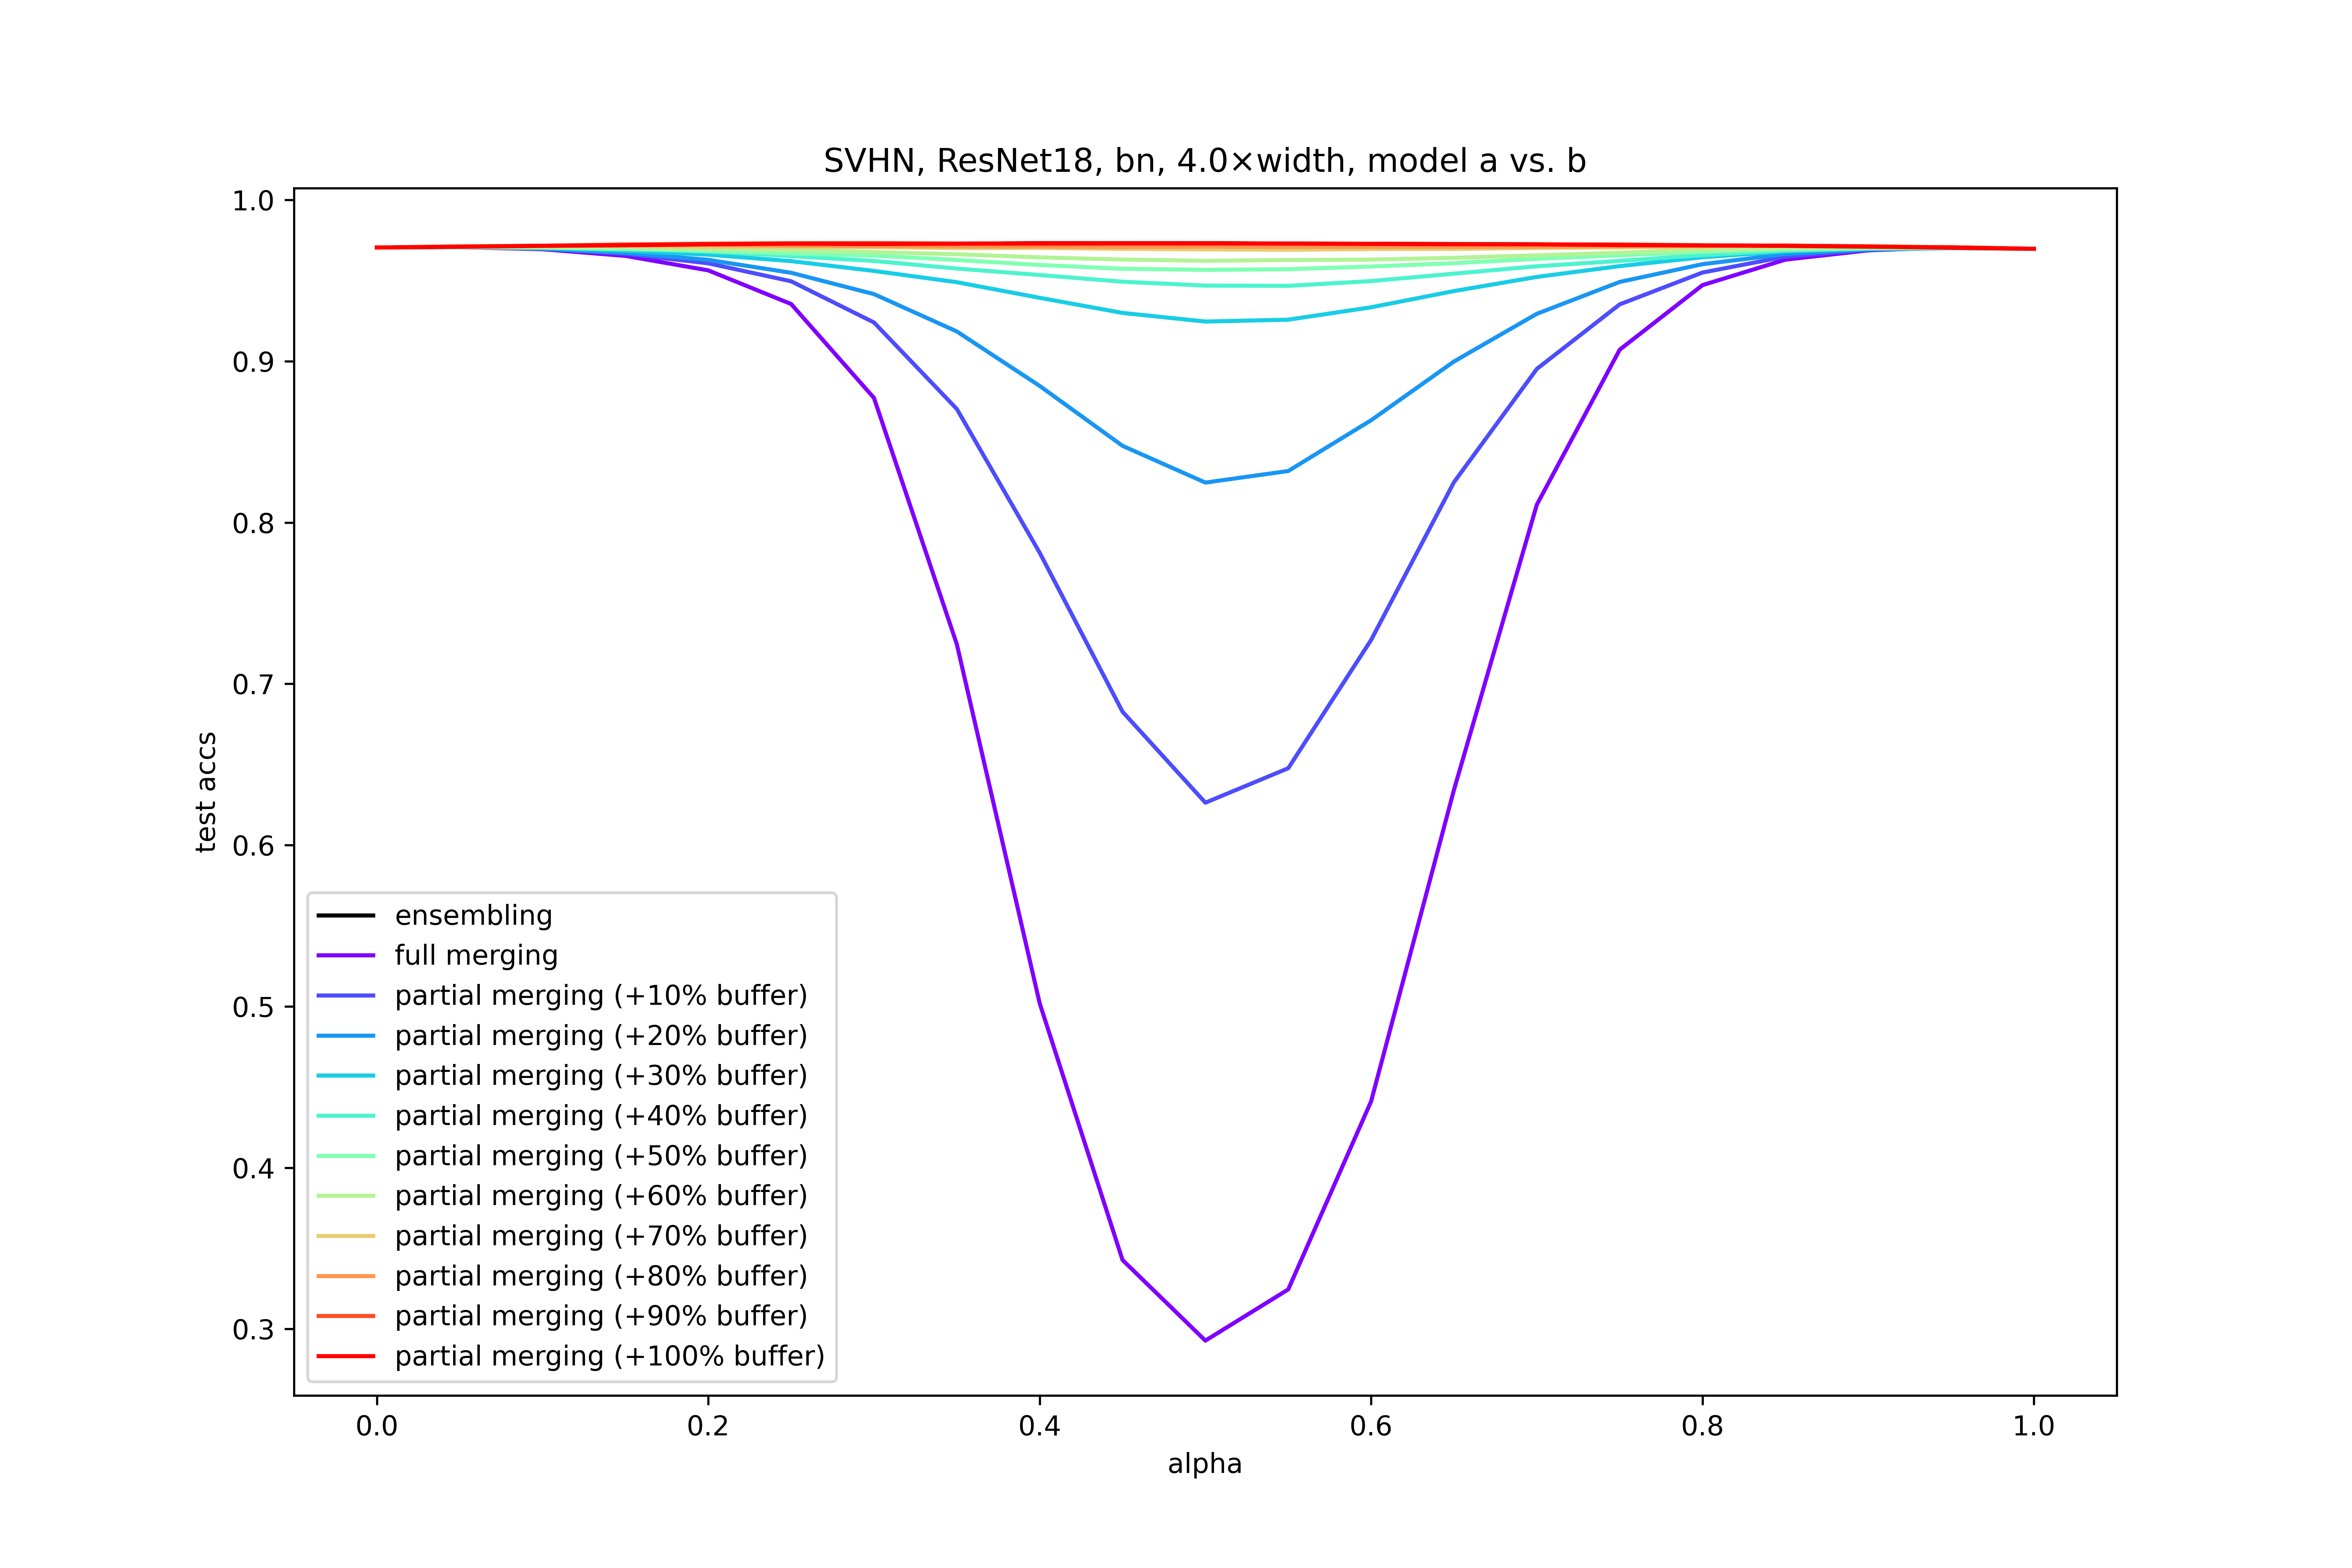 SVHN, ResNet18, bn, 4.0×width, model a vs. b
1.0
0.9
0.8
0.7
0.6
0.5
0.4
0.3
test accs
ensembling
full merging
partial merging (+10% buffer)
partial merging (+20% buffer)
partial merging (+30% buffer)
partial merging (+40% buffer)
partial merging (+50% buffer)
partial merging (+60% buffer)
partial merging (+70% buffer)
partial merging (+80% buffer)
partial merging (+90% buffer)
partial merging (+100% buffer)
0.0 0.2 0.4 0.6 0.8 1.0
alpha